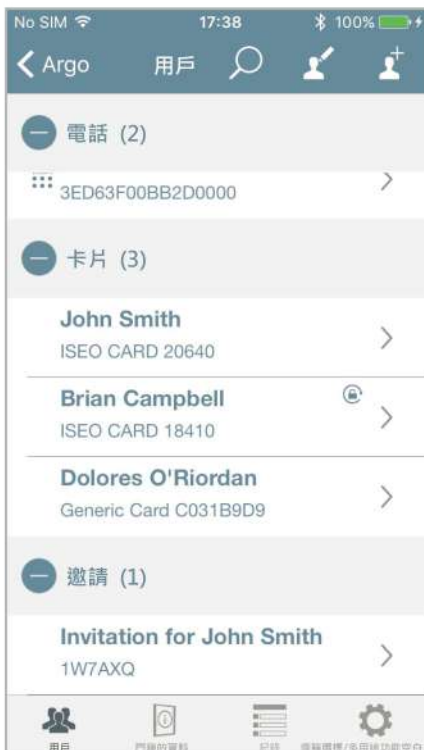 No SIM 17:38 100%
Argo 用戶
電話 (2)
3ED63F00BB2D0000
卡片 (3)
John Smith
ISEO CARD 20640
Brian Campbell
ISEO CARD 18410
Dolores O'Riordan
Generic Card C031B9D9
邀請 (1)
Invitation for John Smith
1W7AXQ
用戶